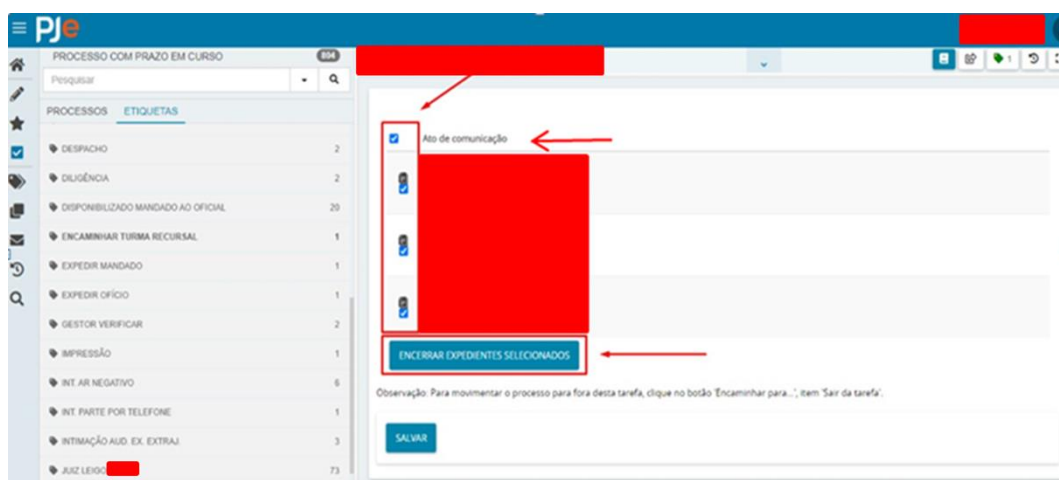 PJe
PROCESSO COM PRAZO EM CURSO
Pesquisar
PROCESSOS ETIQUETAS
DESPACHO 2
DILIGÊNCIA 2
DISPONIBILIZADO MANDADO AO OFICIAL 20
ENCAMINHAR TURMA RECURSAL 1
EXPEDIR MANDADO 1
EXPEDIR OFÍCIO 1
GESTOR VERIFICAR 2
IMPRESSÃO 1
INT. AR NEGATIVO 6
INT. PARTE POR TELEFONE 1
INTIMAÇÃO AUD. EX. EXTRAJ. 3
JUIZ LEIGO 73
1
Ato de comunicação
ENCERRAR EXPEDIENTES SELECIONADOS
Observação: Para movimentar o processo para fora desta tarefa, clique no botão 'Encaminhar para...', item 'Sair da tarefa'.
SALVAR